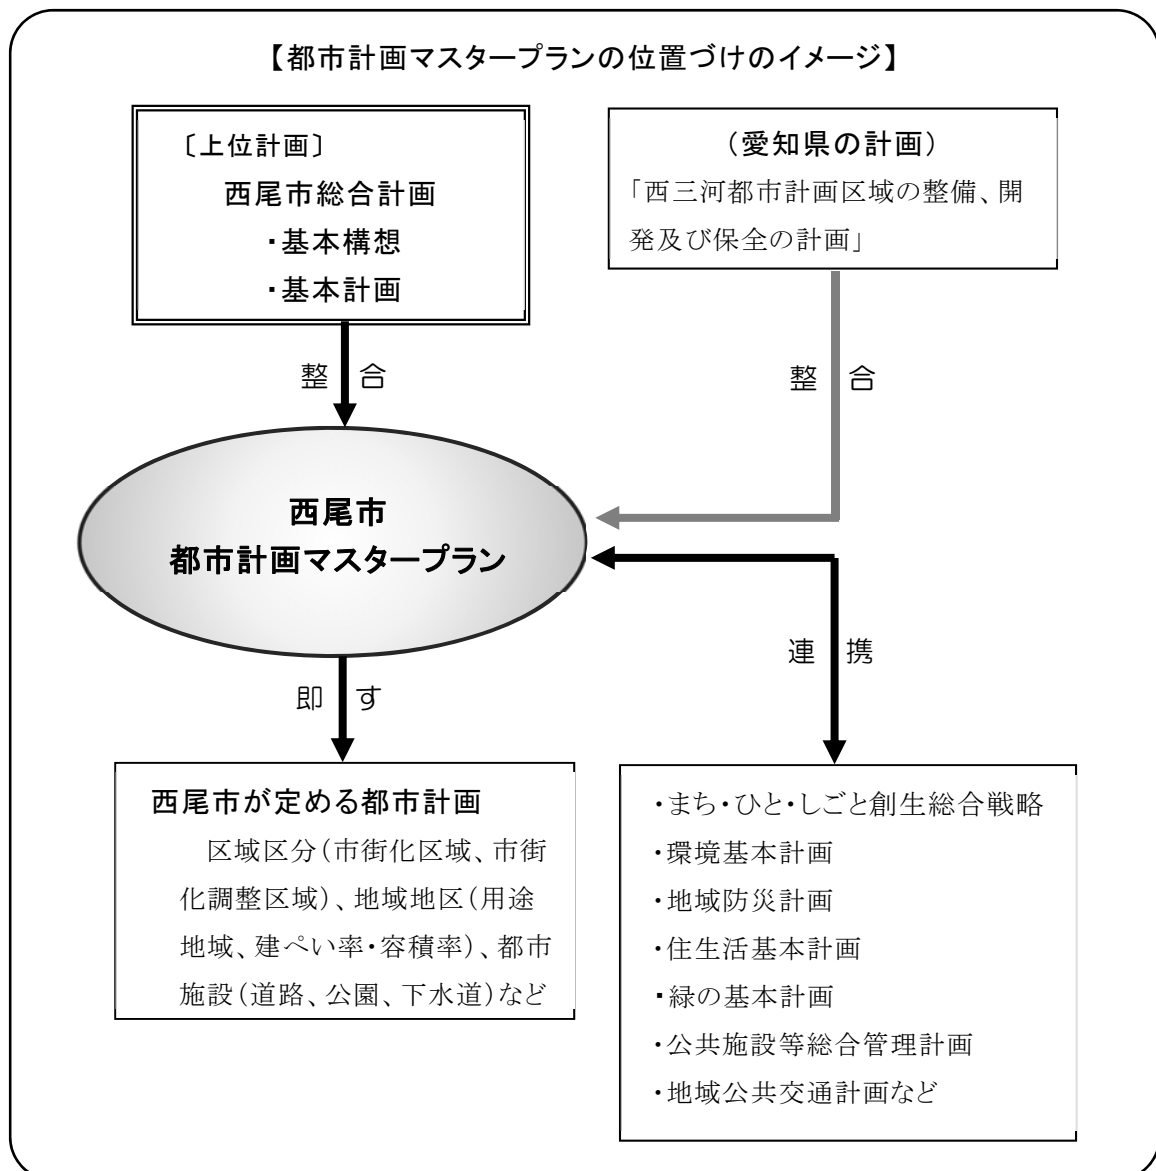 【都市計画マスタープランの位置づけのイメージ】
〔上位計画〕
西尾市総合計画
・基本構想
・基本計画
（愛知県の計画）
「西三河都市計画区域の整備、開
発及び保全の計画」
整合
整合
西尾市
都市計画マスタープラン
連携
即す
西尾市が定める都市計画
区域区分（市街化区域、市街
化調整区域）、地域地区（用途
地域、建ぺい率・容積率）、都市
施設（道路、公園、下水道）など
・まち・ひと・しごと創生総合戦略
・環境基本計画
・地域防災計画
・住生活基本計画
・緑の基本計画
・公共施設等総合管理計画
・地域公共交通計画など